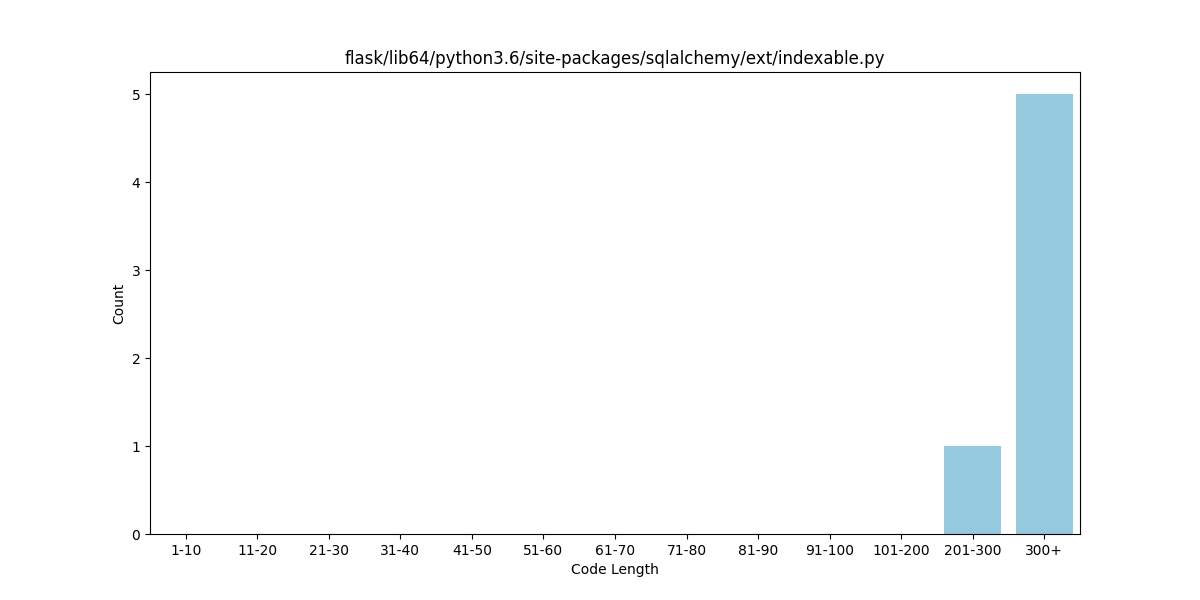 flask/lib64/python3.6/site-packages/sqlalchemy/ext/indexable.py
5
4
3
2
1
0
Count
1-10 11-20 21-30 31-40 41-50 51-60 61-70 71-80 81-90 91-100 101-200 201-300 300+
Code Length